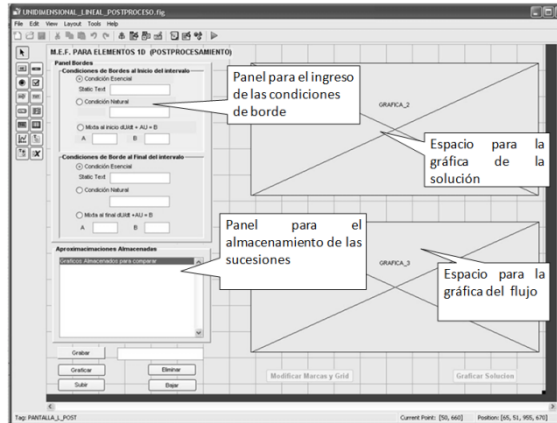 UNIDIMENSIONAL_LINEAL_POSTPROCESO.fig
File Edit View Layout Tools Help
M.E.F. PARA ELEMENTOS 1D (POSTPROCESAMIENTO)
Panel Bordes
Condiciones de Bordes al Inicio del intervalo
Condición Esencial
Static Text
Condición Natural
Mixta al inicio dU/dt + AU = B
A B
Condiciones de Borde al Final del intervalo
Condición Esencial
Static Text
Condición Natural
Mixta al final dU/dt +AU = B
A B
Aproximacimaciones Almacenados
Graficos Almacenados para comparar
Grabar
Graficar Eliminar
Subir Bajar
Panel para el ingreso
de las condiciones
de borde
GRAFICA_2
Espacio para la
gráfica de la
solución
Panel para el
almacenamiento de las
sucesiones
GRAFICA_3
Espacio para la
gráfica del flujo
Modificar Marcas y Grid
Graficar Solucion
Tag: PANTALLA_L_POST
Current Point: [50, 660] Position: [65, 51, 955, 670]